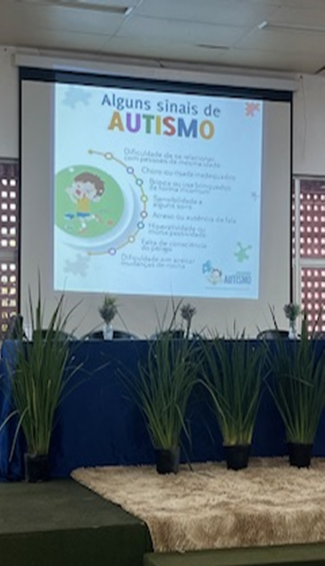 Alguns sinais de
AUTISMO
Dificuldade de se relacionar
com pessoas da mesma idade
Choro ou risada inadequados
Brinca ou usa brinquedos
de forma incomum
Sensibilidade a
alguns sons
Atraso ou ausência da fala
Hiperatividade ou
muita passividade
Falta de consciência
do perigo
Dificuldade em aceitar
mudanças de rotina
AUTISMO